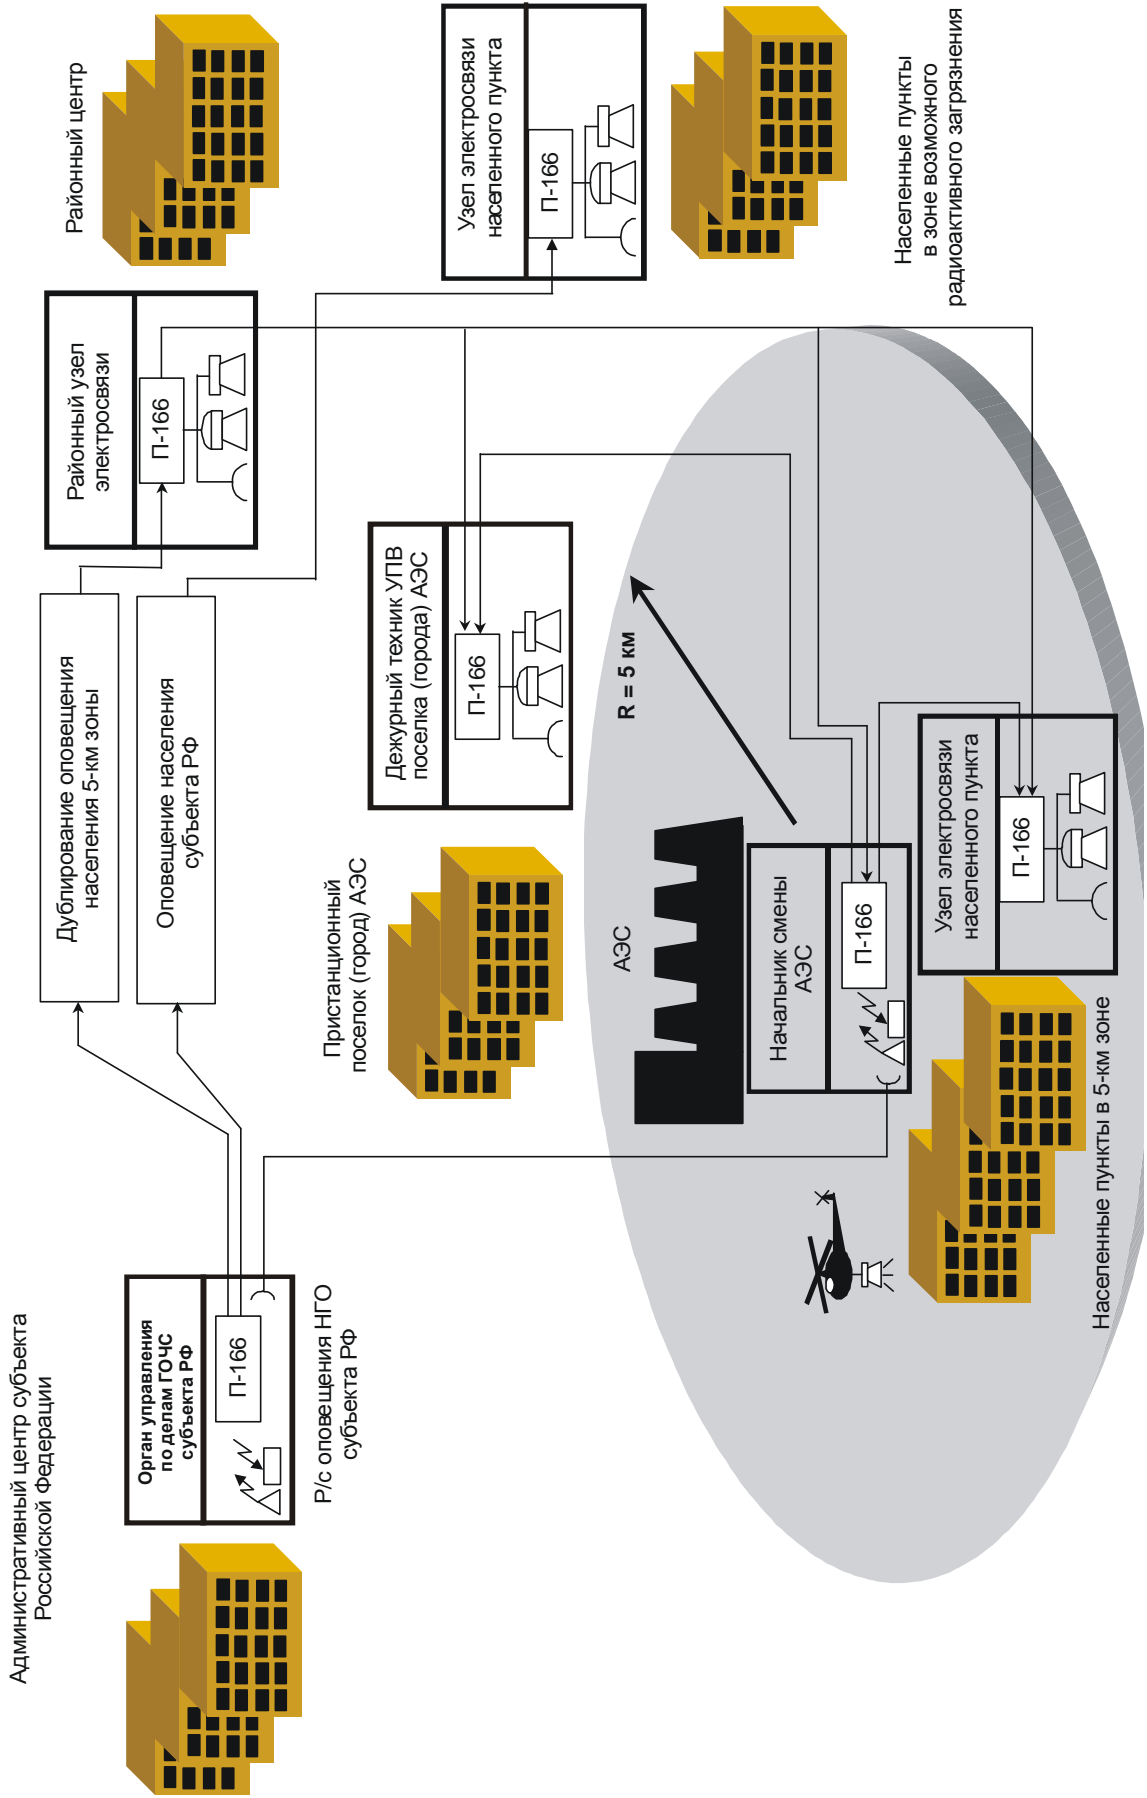 Административный центр субъекта
Российской Федерации
Орган управления
по делам ГОЧС
субъекта РФ
П-166
Р/с оповещения НГО
субъекта РФ
Дублирование оповещения
населения 5-км зоны
Оповещение населения
субъекта РФ
Районный узел
электросвязи
П-166
Районный центр
Пристанционный
поселок (город) АЭС
Дежурный техник УПВ
поселка (города) АЭС
П-166
Узел электросвязи
населенного пункта
П-166
Населенные пункты
в зоне возможного
радиоактивного загрязнения
АЭС
R = 5 км
Начальник смены
АЭС
П-166
Узел электросвязи
населенного пункта
П-166
Населенные пункты в 5-км зоне